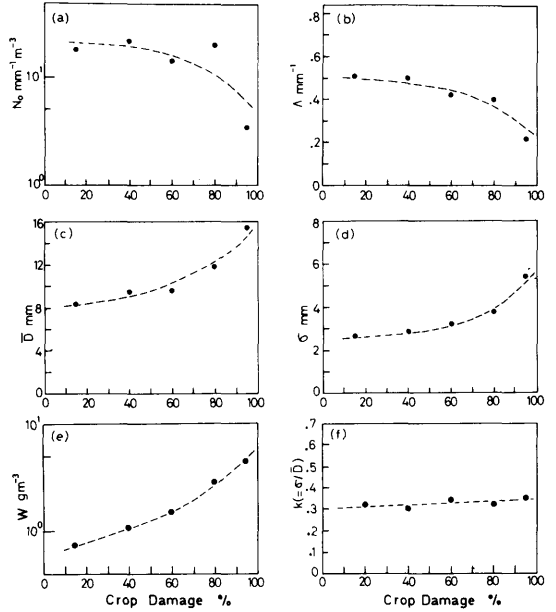 (a)
N₀ mm⁻¹ m⁻³
10¹
10⁰
0 20 40 60 80 100
(b)
Λ mm⁻¹
.8
.6
.4
.2
0
0 20 40 60 80 100
(c)
D̅ mm
16
12
8
4
0
0 20 40 60 80 100
(d)
σ mm
8
6
4
2
0
0 20 40 60 80 100
(e)
W gm⁻³
10¹
10⁰
0 20 40 60 80 100
Crop Damage %
(f)
k(=σ/D̅)
0.7
0.6
0.5
0.4
.3
.2
.1
0
0 20 40 60 80 100
Crop Damage %